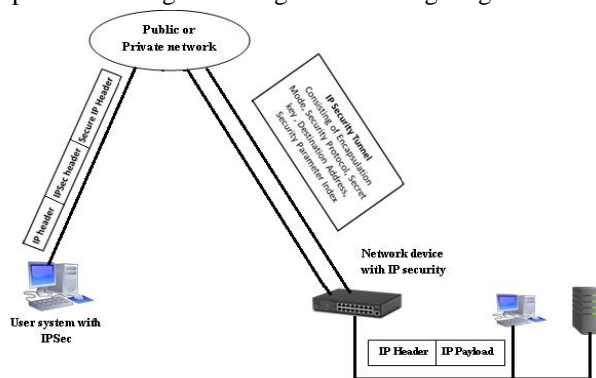 Public or
Private network
IP header IPSec header Secure IP Header
IP Security Tunnel
Consisting of Encapsulation
Mode, Security Protocol, Secret
key , Destination Address,
Security Parameter Index
Network device
with IP security
User system with
IPSec
IP Header IP Payload